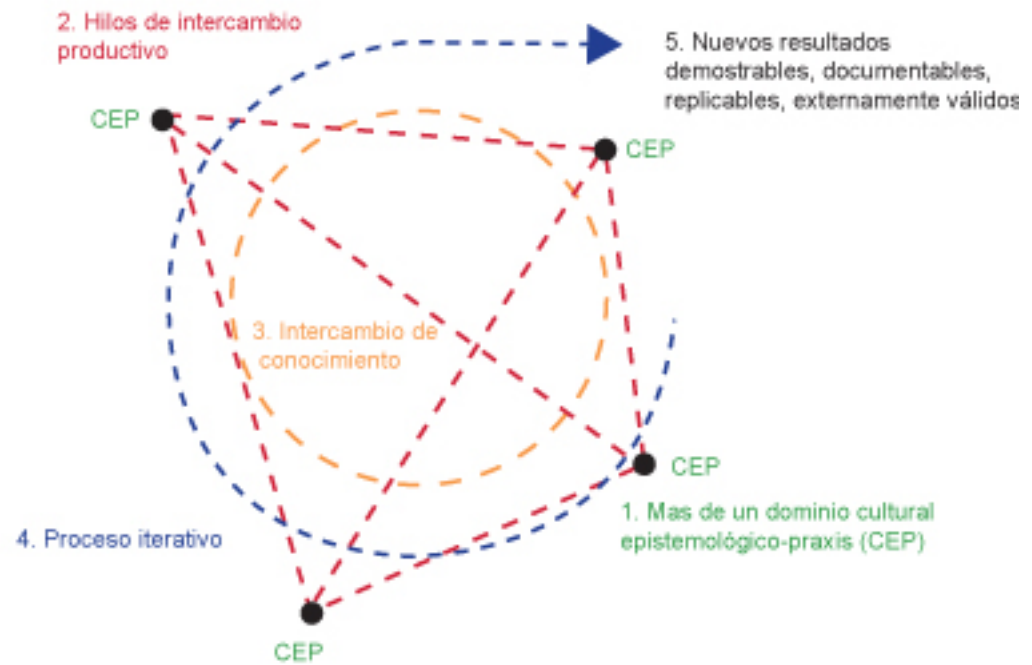 2. Hilos de intercambio
productivo
5. Nuevos resultados
demostrables, documentables,
replicables, externamente válidos
CEP
CEP
3. Intercambio de
conocimiento
CEP
1. Mas de un dominio cultural
epistemológico-praxis (CEP)
4. Proceso iterativo
CEP